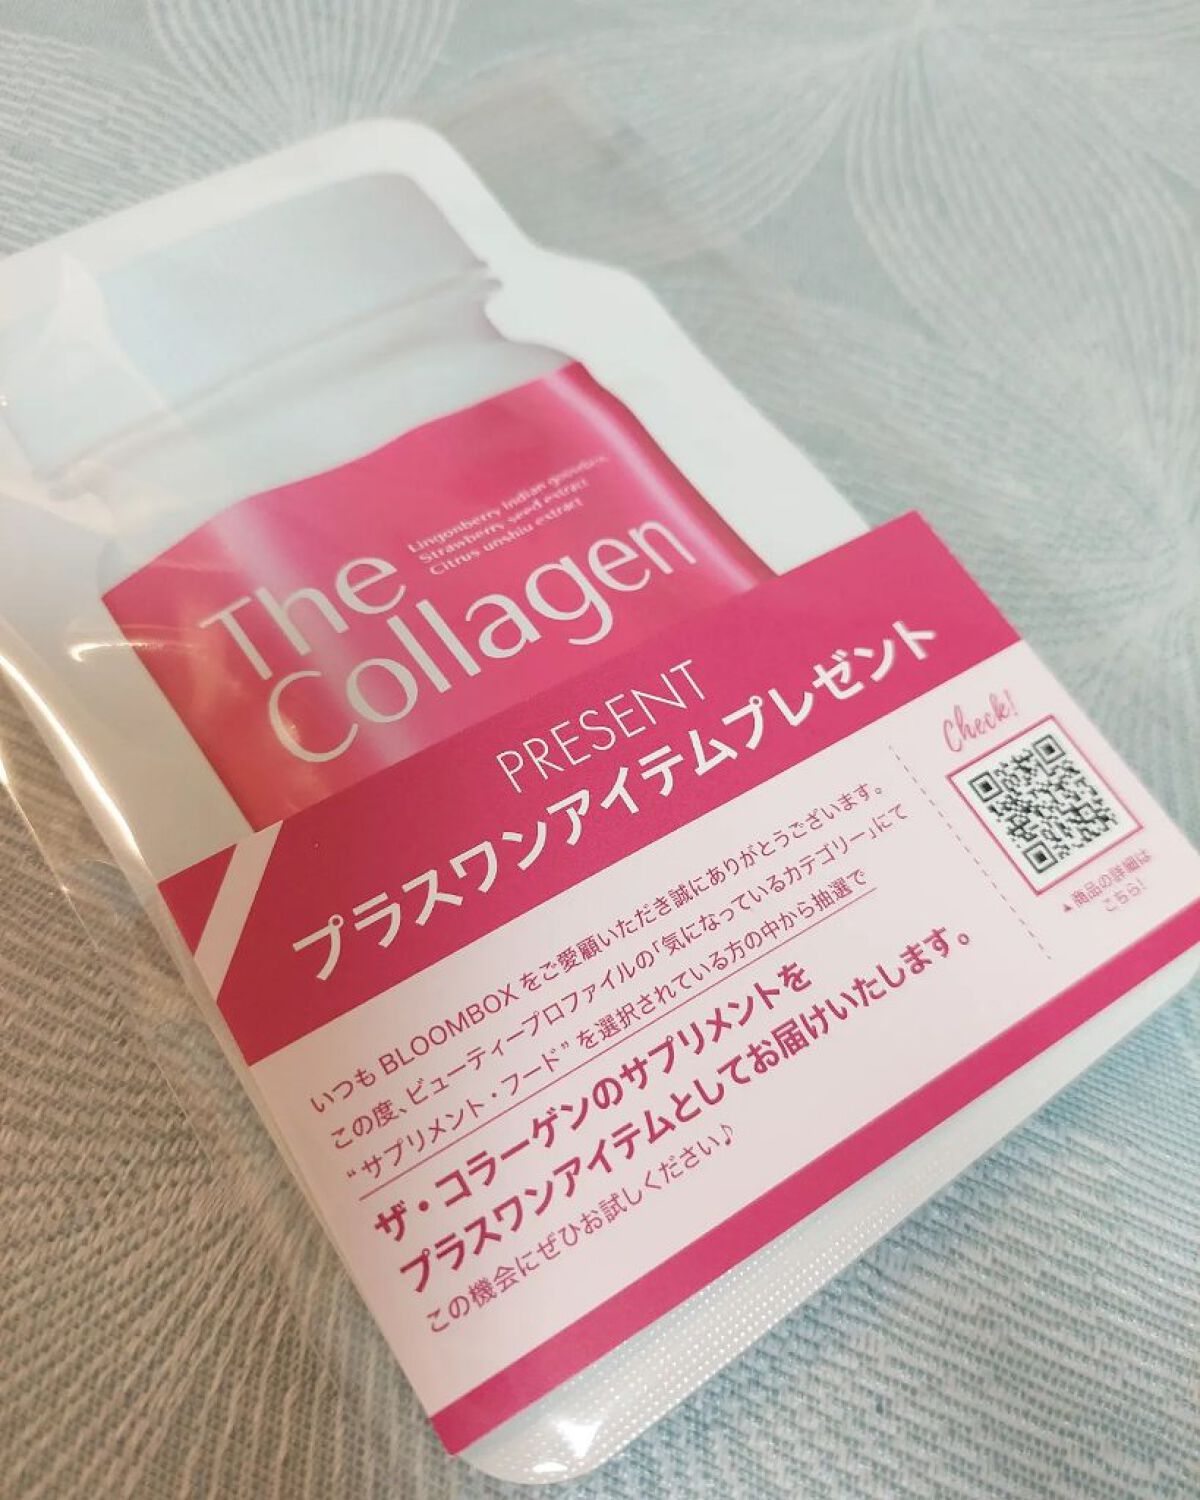 The
Collagen
Lingonberry Indian gooseberry
Strawberry seed extract
Citrus unshiu extract
PRESENT
プラスワンアイテムプレゼント
いつも BLOOMBOX をご愛顧いただき誠にありがとうございます。
この度、ビューティープロファイルの「気になっているカテゴリー」にて
“サプリメント・フード” を選択されている方の中から抽選で
ザ・コラーゲンのサプリメントを
プラスワンアイテムとしてお届けいたします。
この機会にぜひお試しください♪
Check!
▲商品の詳細は
こちら!